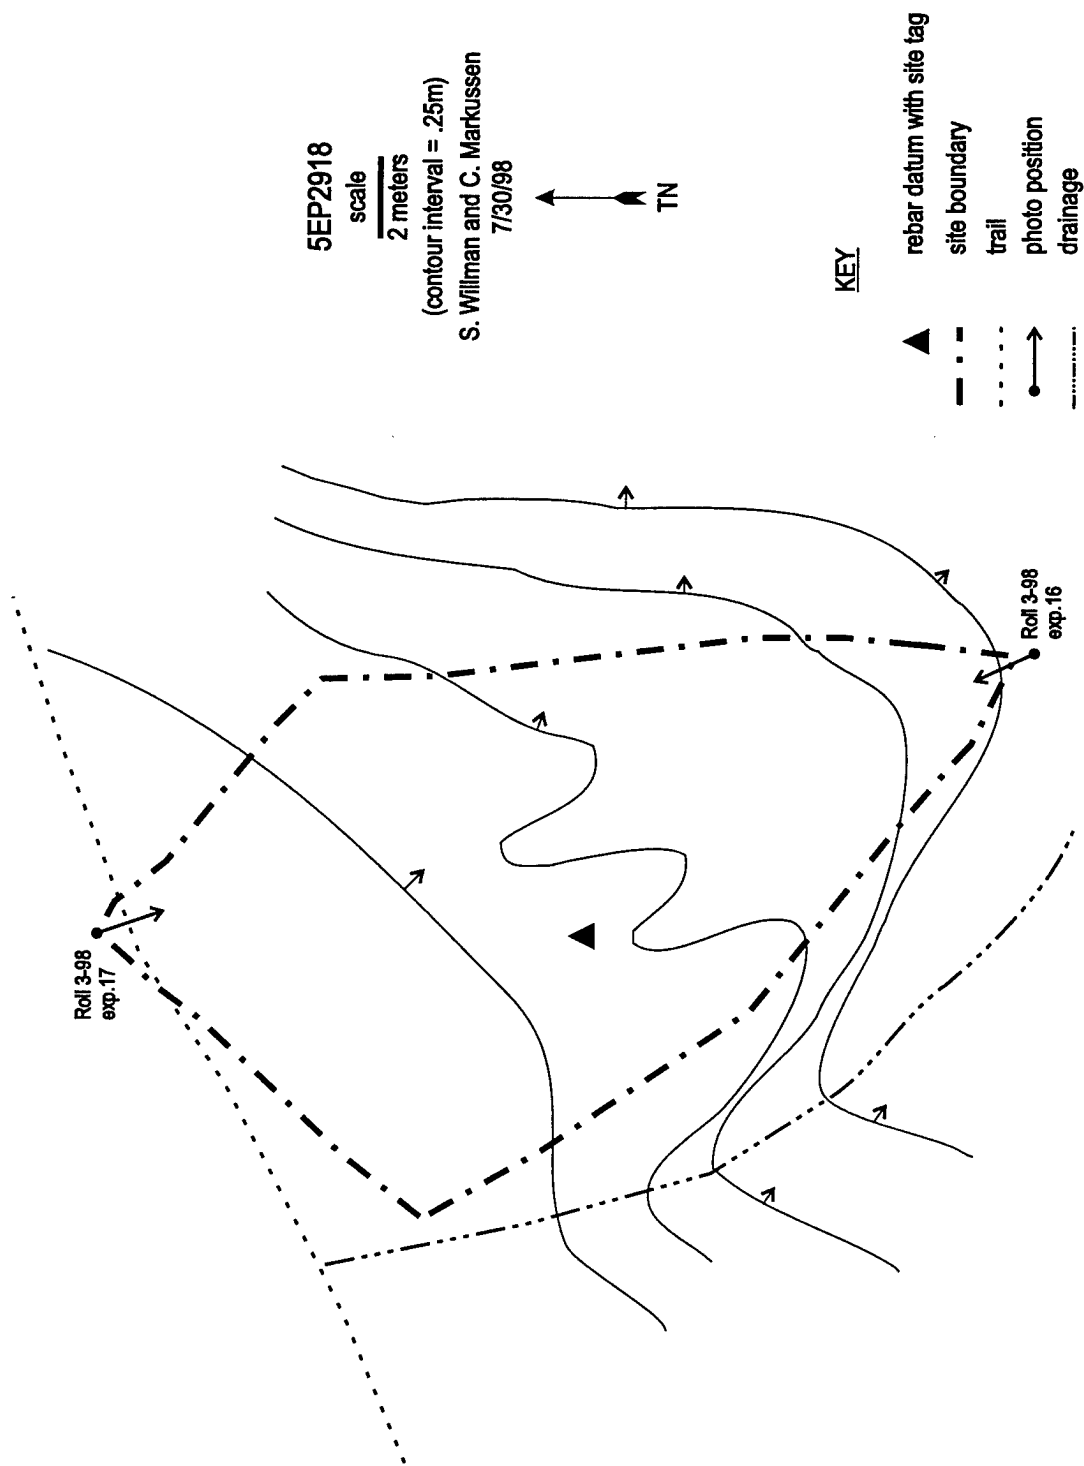 5EP2918
scale
2 meters
(contour interval = .25m)
S. Willman and C. Markussen
7/30/98
TN
KEY
rebar datum with site tag
site boundary
trail
photo position
drainage
Roll 3-98
exp.17
Roll 3-98
exp.16